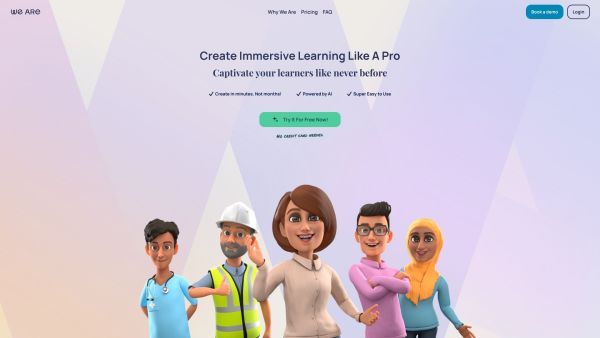 WE ARE
Why We Are Pricing FAQ
Book a demo Login
Create Immersive Learning Like A Pro
Captivate your learners like never before
Create in minutes. Not months! Powered by AI Super Easy to Use
Try It For Free Now!
NO CREDIT CARD NEEDED